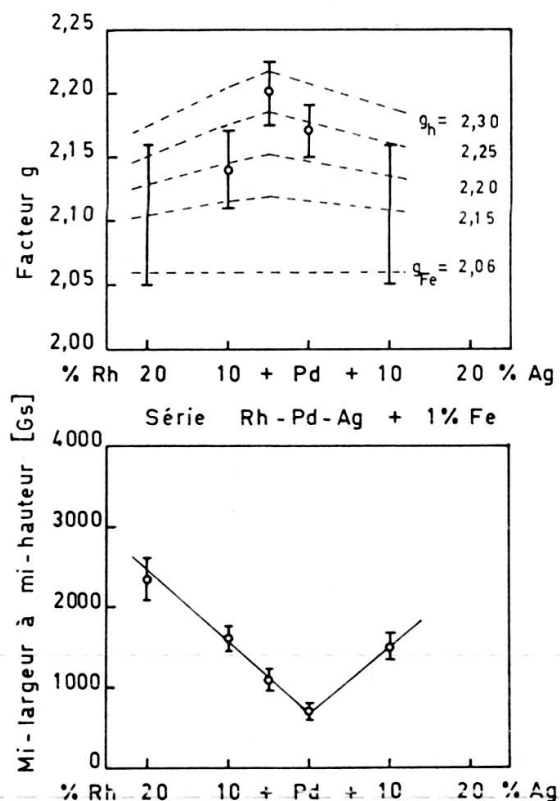 Facteur g
2,25
2,20
2,15
2,10
2,05
2,00
g_h = 2,30
2,25
2,20
2,15
g_Fe = 2,06
% Rh 20 10 + Pd + 10 20 % Ag
Série Rh-Pd-Ag + 1% Fe
Mi-largeur à mi-hauteur [Gs]
4000
3000
2000
1000
0
% Rh 20 10 + Pd + 10 20 % Ag